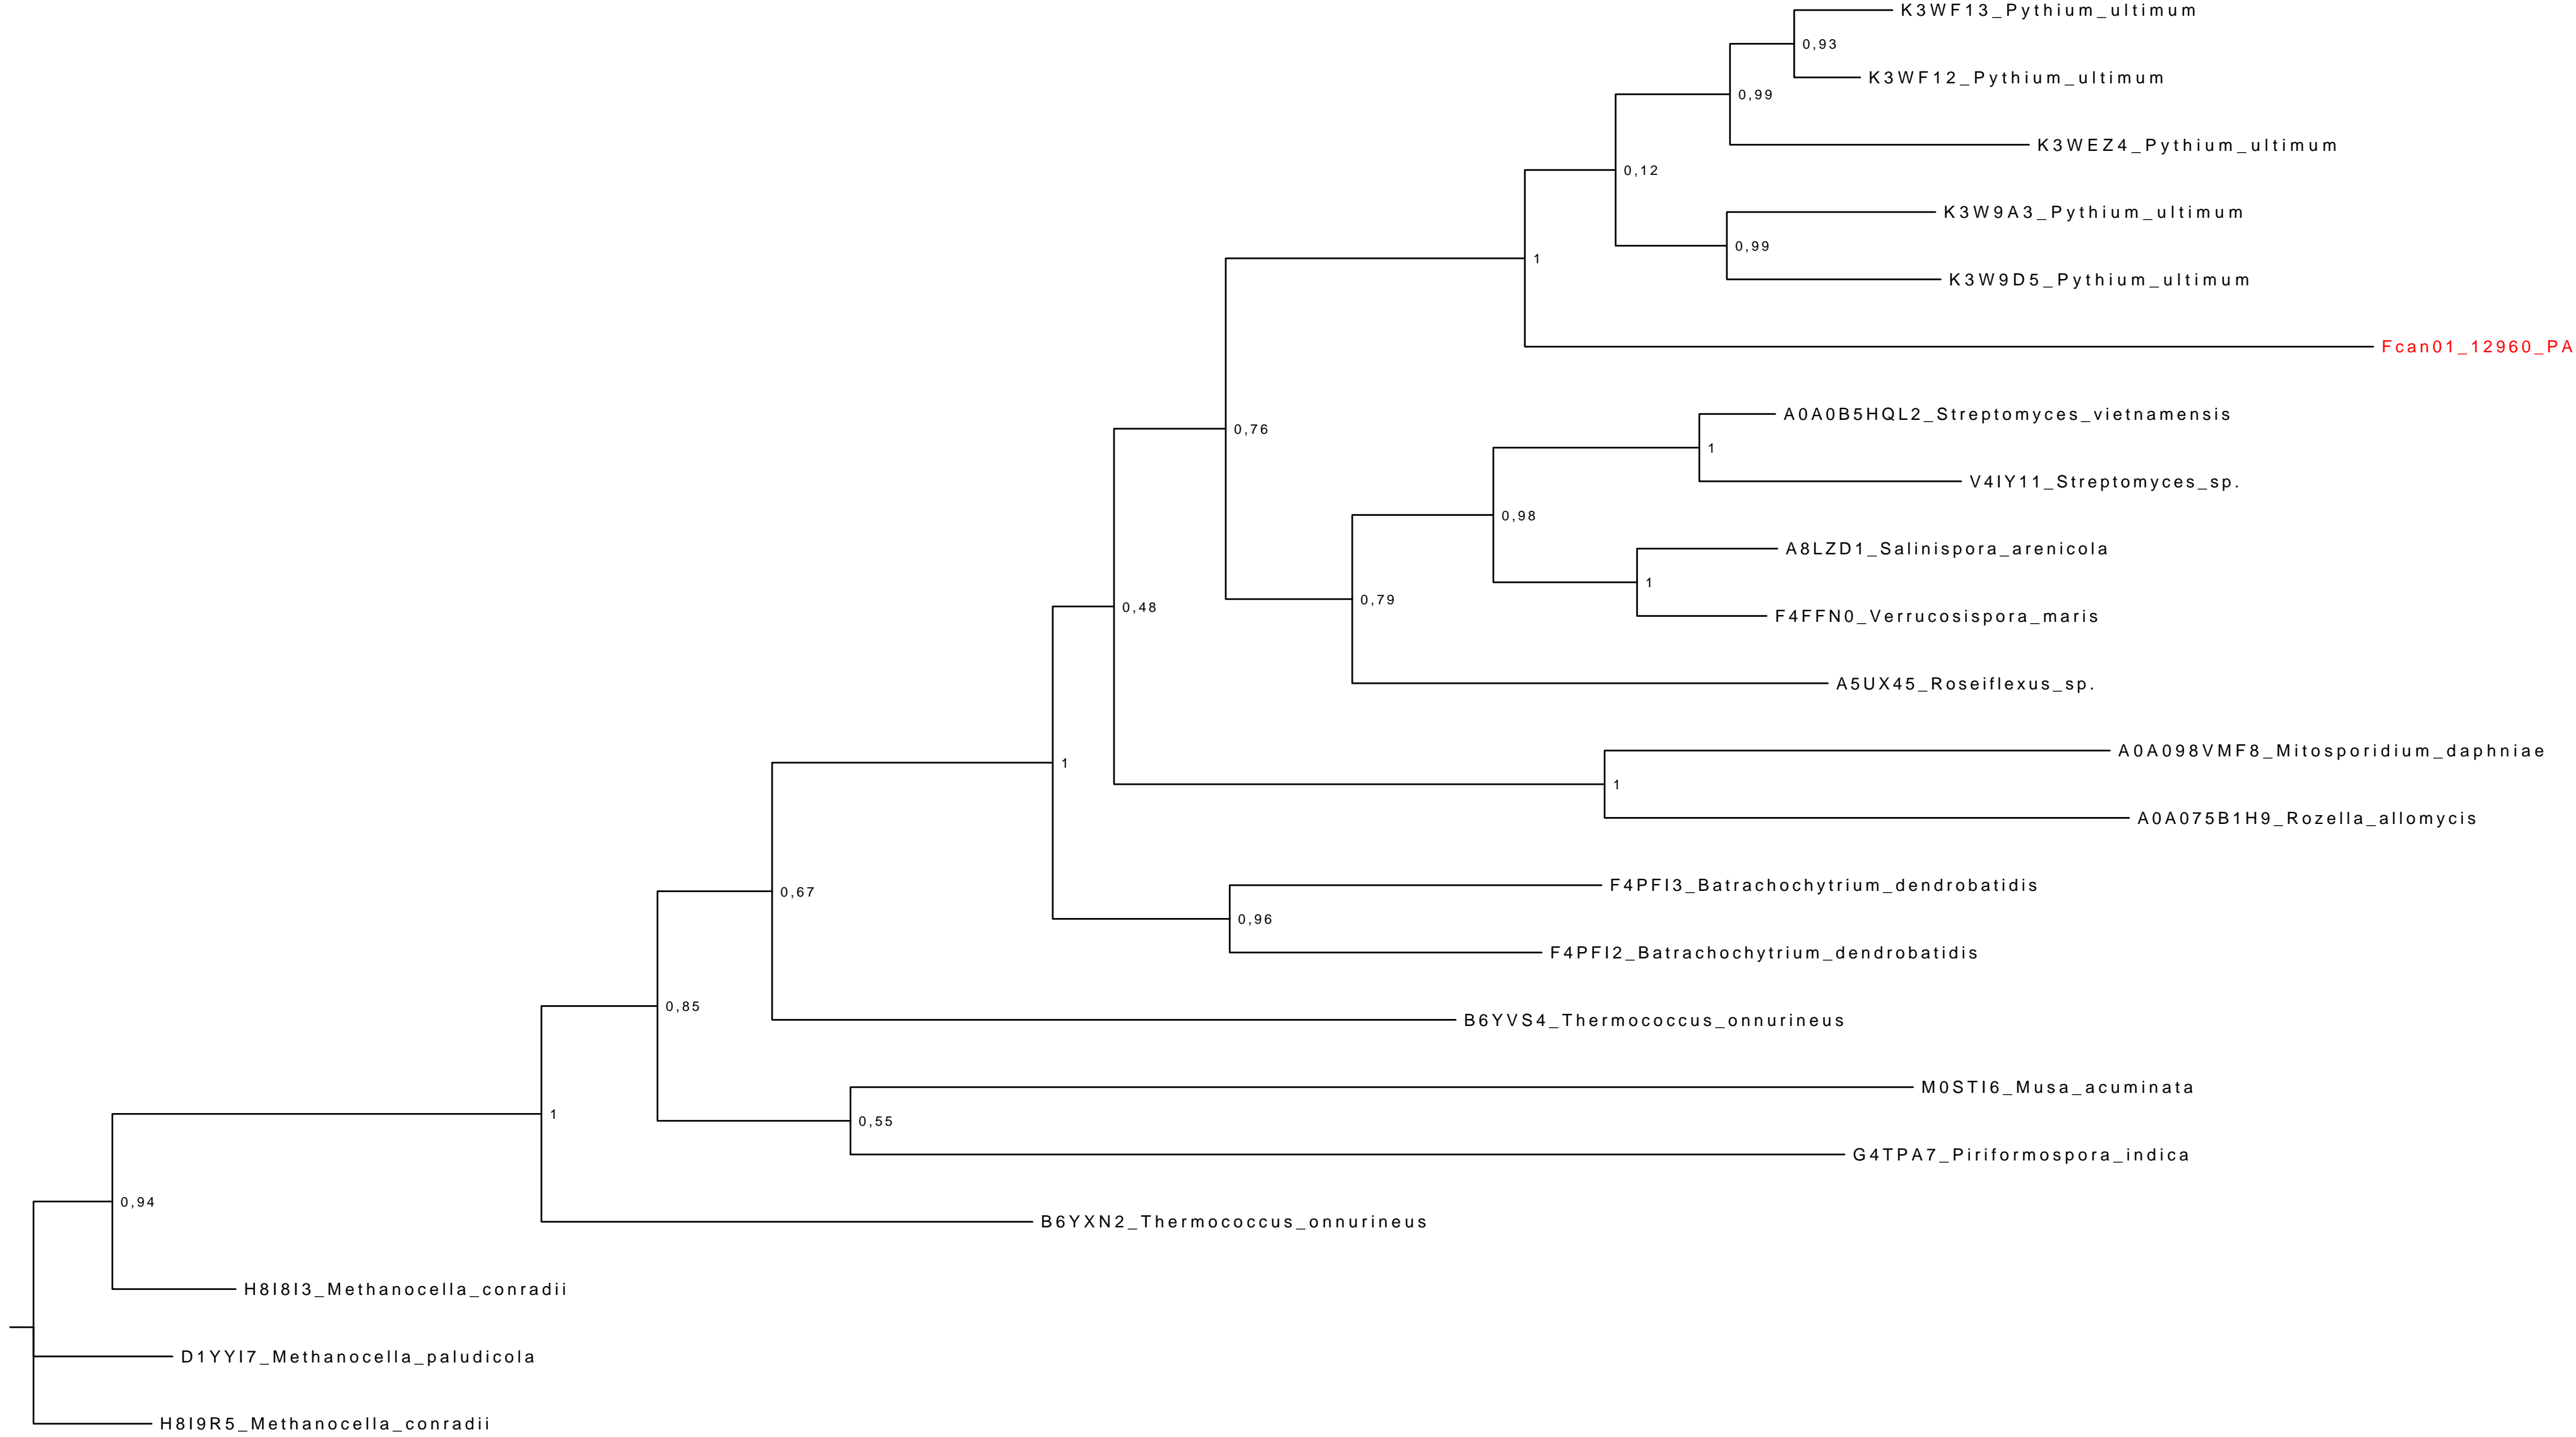 K3WF13_Pythium_ultimum
0,93
K3WF12_Pythium_ultimum
0,99
K3WEZ4_Pythium_ultimum
0,12
K3W9A3_Pythium_ultimum
0,99
1
K3W9D5_Pythium_ultimum
Fcan01_12960_PA
A0A0B5HQL2_Streptomyces_vietnamensis
0,76
1
V4IY11_Streptomyces_sp.
0,98
A8LZD1_Salinispora_arenicola
1
0,79
0,48
F4FFN0_Verrucosispora_maris
A5UX45_Roseiflexus_sp.
A0A098VMF8_Mitosporidium_daphniae
1
1
A0A075B1H9_Rozella_allomycis
F4PFI3_Batrachochytrium_dendrobatidis
0,67
0,96
F4PFI2_Batrachochytrium_dendrobatidis
0,85
B6YVS4_Thermococcus_onnurineus
M0STI6_Musa_acuminata
1
0,55
G4TPA7_Piriformospora_indica
0,94
B6YXN2_Thermococcus_onnurineus
H8I8I3_Methanocella_conradii
D1YYI7_Methanocella_paludicola
H8I9R5_Methanocella_conradii